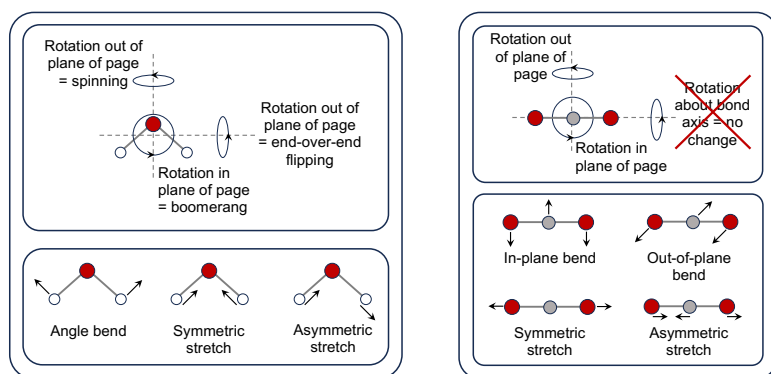 Rotation out of
plane of page
= spinning
Rotation out of
plane of page
= end-over-end
flipping
Rotation in
plane of page
= boomerang
Angle bend
Symmetric
stretch
Asymmetric
stretch
Rotation out
of plane of
page
Rotation
about bond
axis = no
change
Rotation in
plane of page
In-plane bend
Out-of-plane
bend
Symmetric
stretch
Asymmetric
stretch